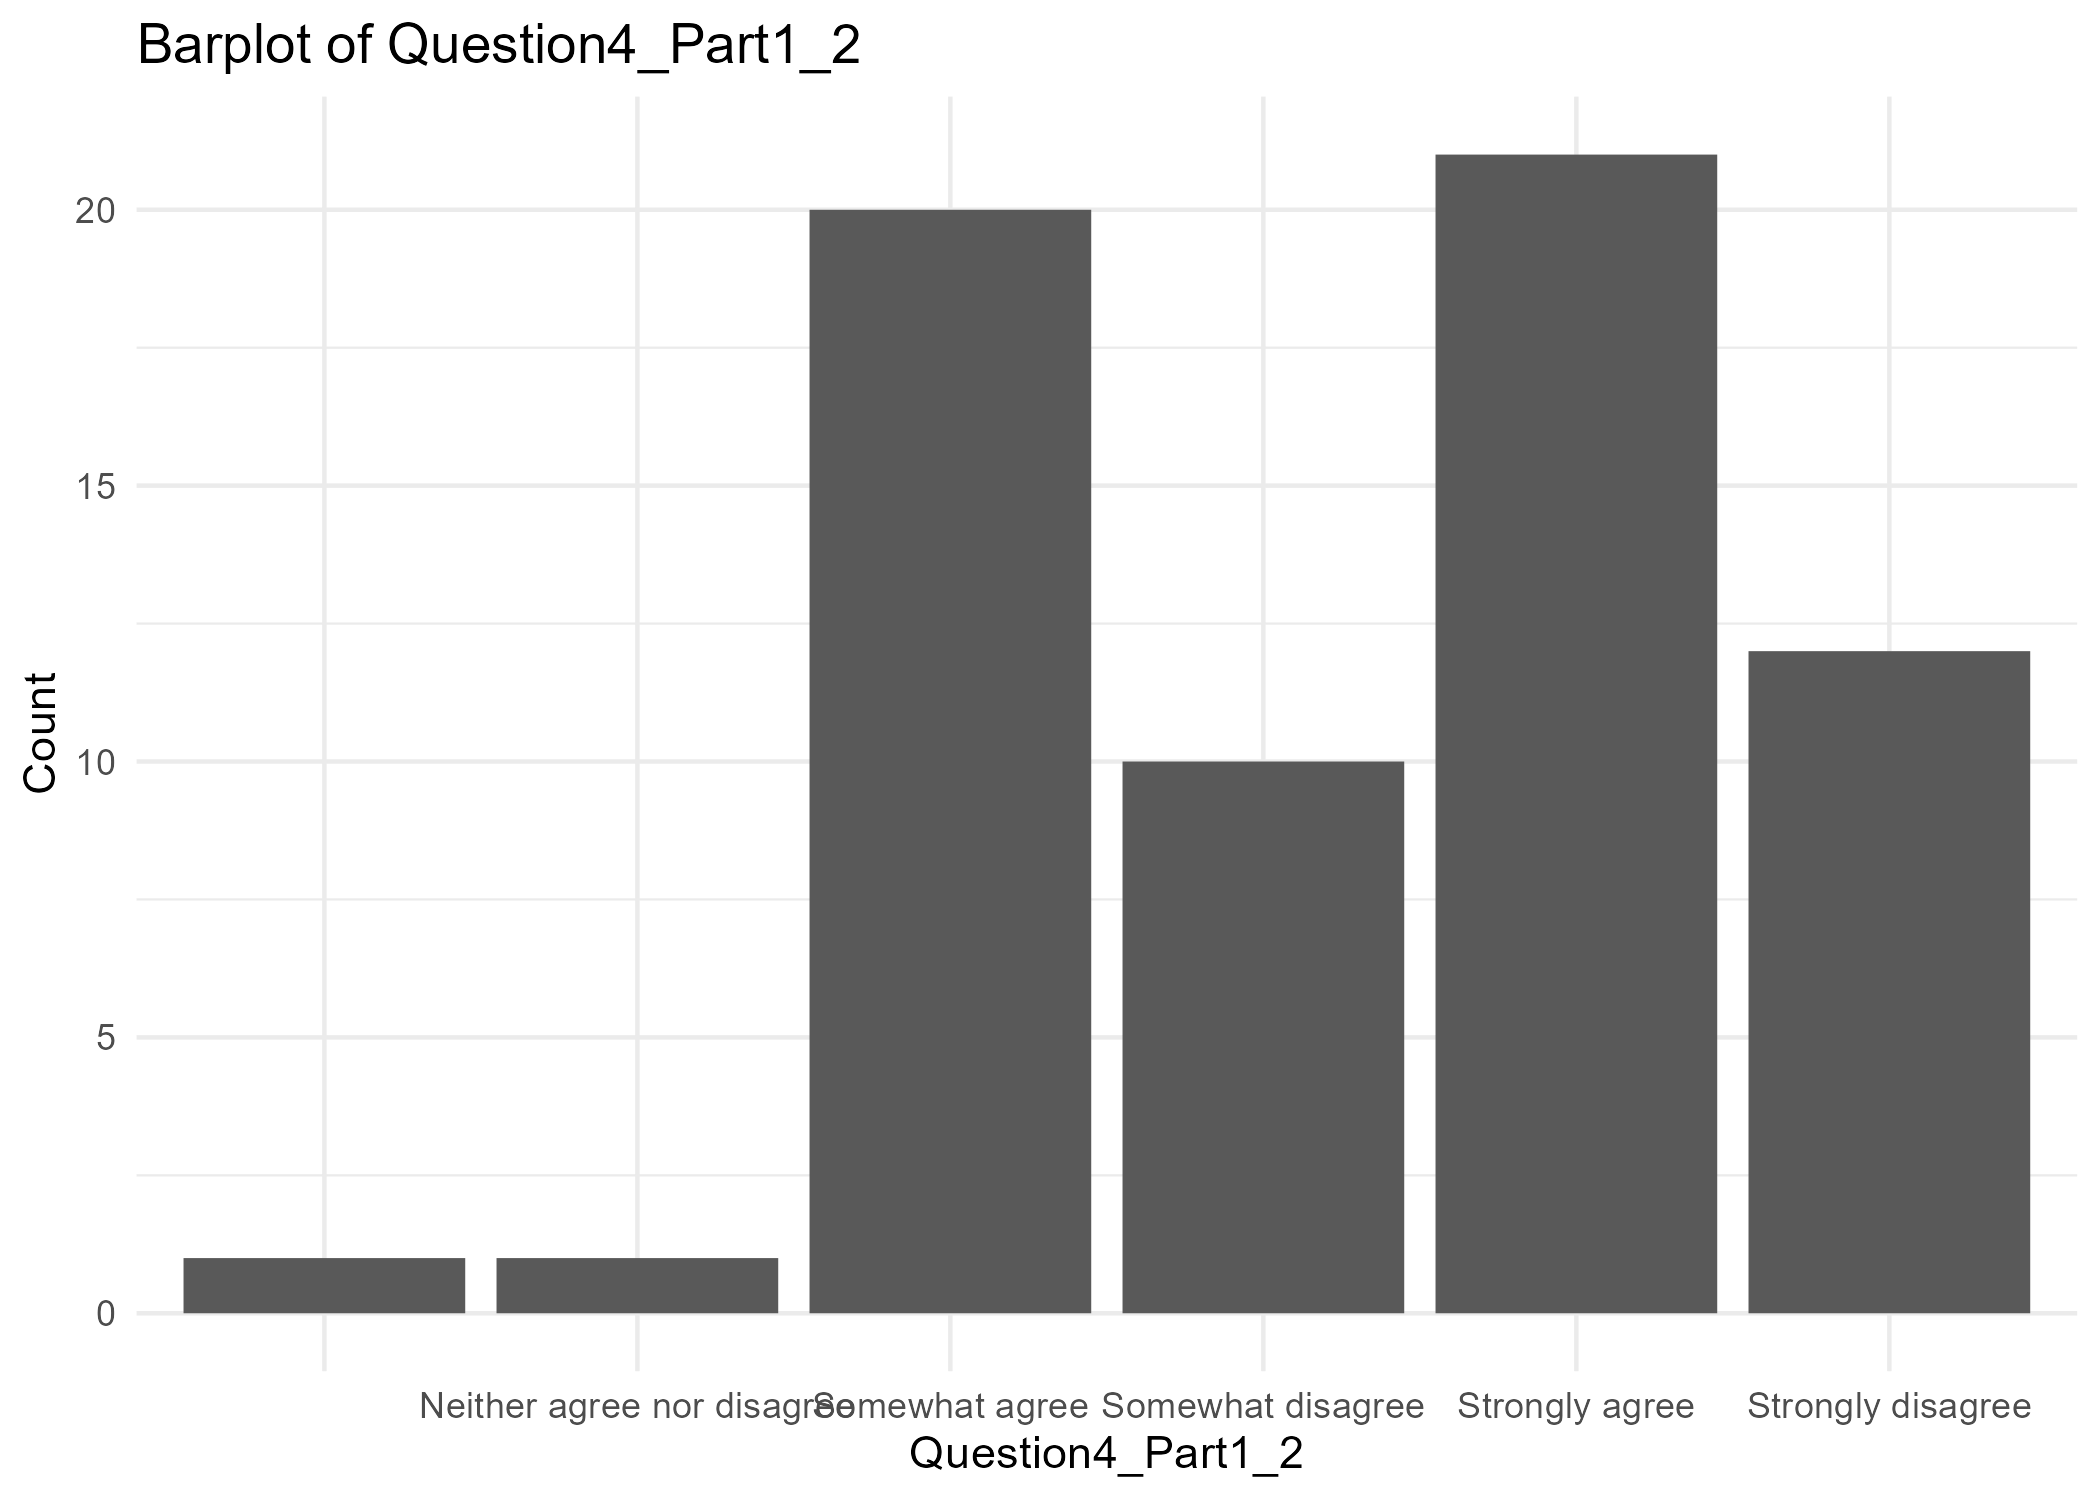 Barplot of Question4_Part1_2
20
15
10
5
0
Count
Neither agree nor disagree Somewhat agree Somewhat disagree Strongly agree Strongly disagree
Question4_Part1_2